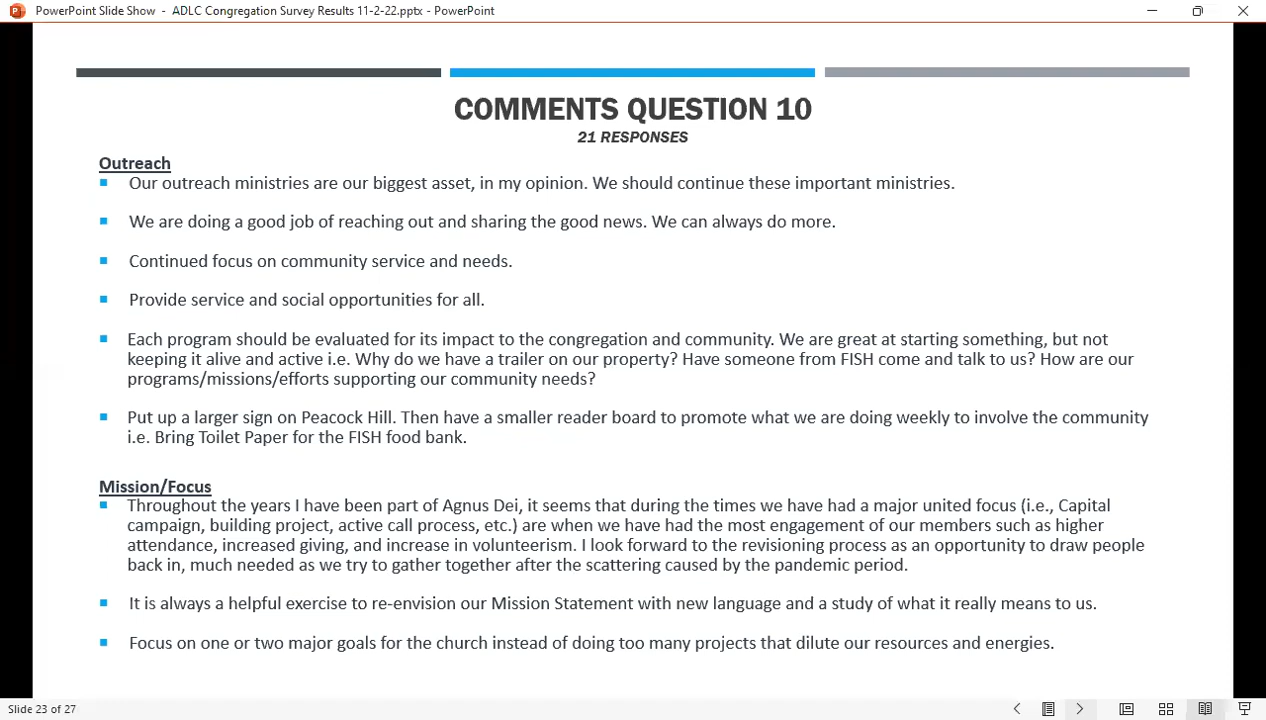 PowerPoint Slide Show - ADLC Congregation Survey Results 11-2-22.pptx - PowerPoint
COMMENTS QUESTION 10
21 RESPONSES
Outreach
Our outreach ministries are our biggest asset, in my opinion. We should continue these important ministries.
We are doing a good job of reaching out and sharing the good news. We can always do more.
Continued focus on community service and needs.
Provide service and social opportunities for all.
Each program should be evaluated for its impact to the congregation and community. We are great at starting something, but not
keeping it alive and active i.e. Why do we have a trailer on our property? Have someone from FISH come and talk to us? How are our
programs/missions/efforts supporting our community needs?
Put up a larger sign on Peacock Hill. Then have a smaller reader board to promote what we are doing weekly to involve the community
i.e. Bring Toilet Paper for the FISH food bank.
Mission/Focus
Throughout the years I have been part of Agnus Dei, it seems that during the times we have had a major united focus (i.e., Capital
campaign, building project, active call process, etc.) are when we have had the most engagement of our members such as higher
attendance, increased giving, and increase in volunteerism. I look forward to the revisioning process as an opportunity to draw people
back in, much needed as we try to gather together after the scattering caused by the pandemic period.
It is always a helpful exercise to re-envision our Mission Statement with new language and a study of what it really means to us.
Focus on one or two major goals for the church instead of doing too many projects that dilute our resources and energies.
Slide 23 of 27